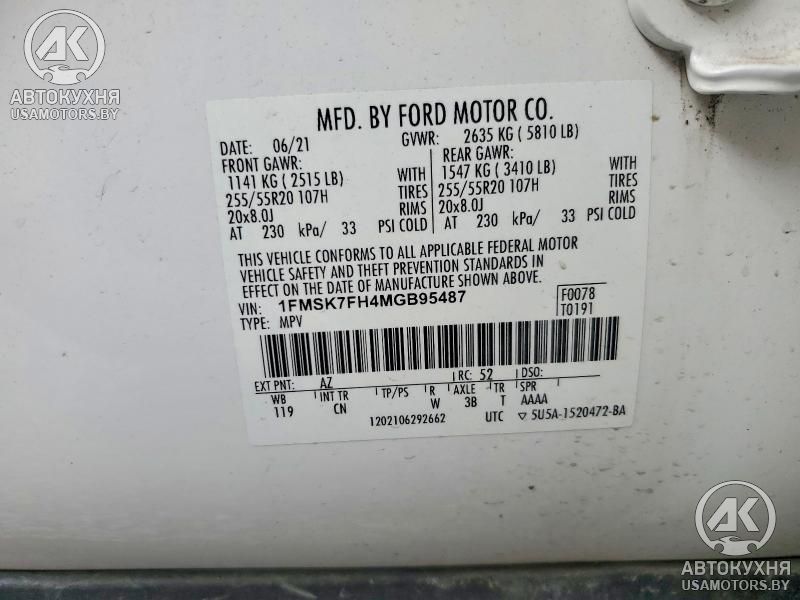 АК
АВТОКУХНЯ
USAMOTORS.BY
MFD. BY FORD MOTOR CO.
DATE: 06/21 GVWR: 2635 KG ( 5810 LB)
FRONT GAWR: REAR GAWR:
1141 KG ( 2515 LB) WITH 1547 KG ( 3410 LB) WITH
255/55R20 107H TIRES 255/55R20 107H TIRES
20x8.0J RIMS 20x8.0J RIMS
AT 230 kPa/ 33 PSI COLD AT 230 kPa/ 33 PSI COLD
THIS VEHICLE CONFORMS TO ALL APPLICABLE FEDERAL MOTOR
VEHICLE SAFETY AND THEFT PREVENTION STANDARDS IN
EFFECT ON THE DATE OF MANUFACTURE SHOWN ABOVE.
VIN: 1FMSK7FH4MGB95487 F0078
TYPE: MPV T0191
EXT PNT: AZ RC: 52 DSO:
WB INT TR TP/PS R AXLE TR SPR
119 CN W 3B T AAAA
1202106292662 UTC ▽ 5U5A-1520472-BA
АК
АВТОКУХНЯ
USAMOTORS.BY